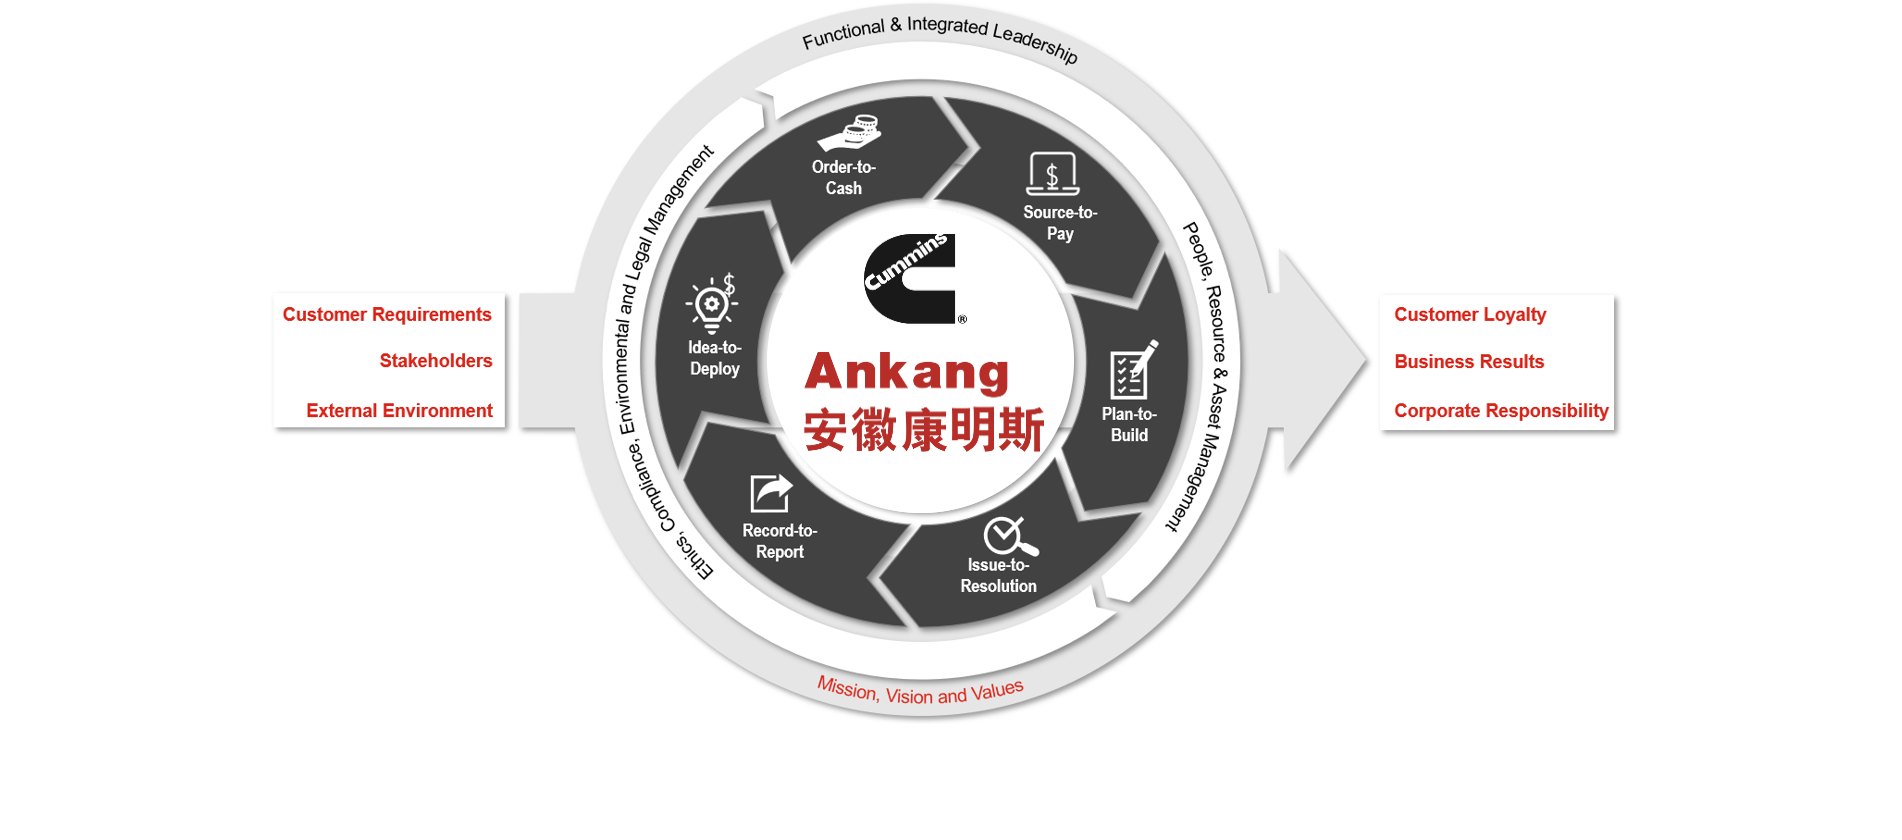 Functional & Integrated Leadership
Ethics, Compliance, Environmental and Legal Management
People, Resource & Asset Management
Order-to-
Cash
Source-to-
Pay
Plan-to-
Build
Issue-to-
Resolution
Record-to-
Report
Idea-to-
Deploy
Cummins
®
Ankang
安徽康明斯
Customer Requirements
Stakeholders
External Environment
Customer Loyalty
Business Results
Corporate Responsibility
Mission, Vision and Values